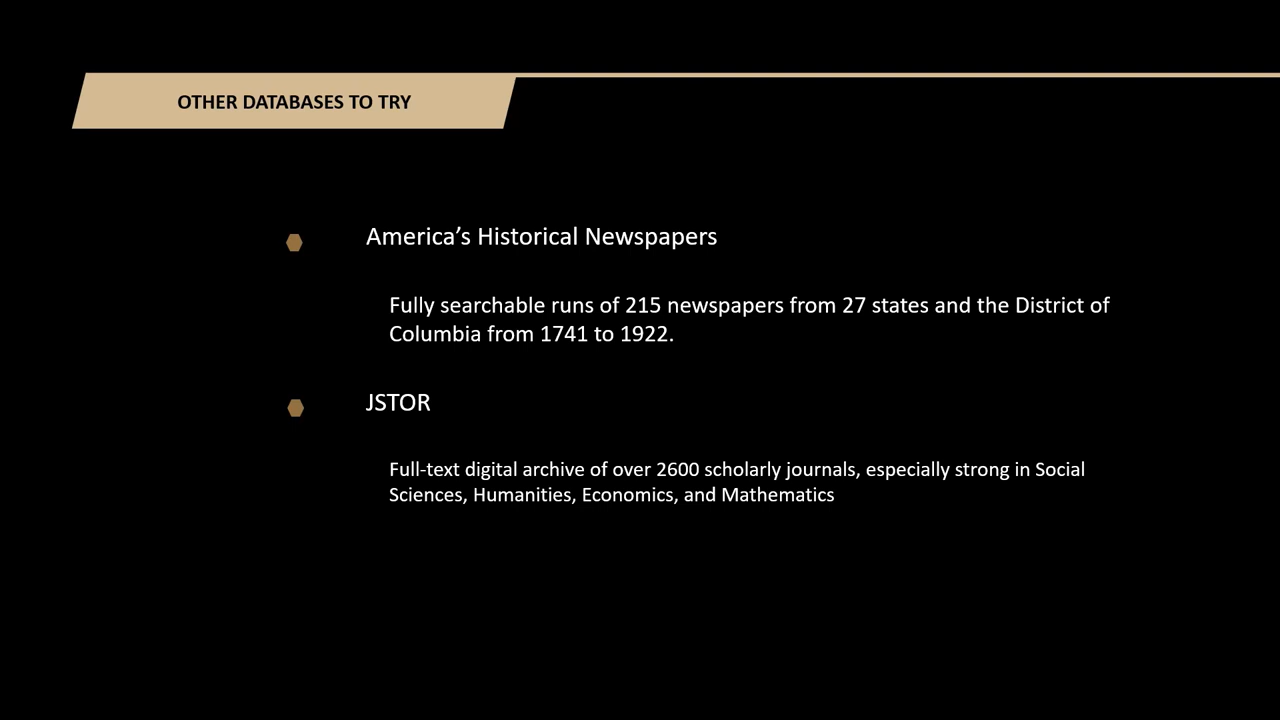 OTHER DATABASES TO TRY
America’s Historical Newspapers
Fully searchable runs of 215 newspapers from 27 states and the District of
Columbia from 1741 to 1922.
JSTOR
Full-text digital archive of over 2600 scholarly journals, especially strong in Social
Sciences, Humanities, Economics, and Mathematics